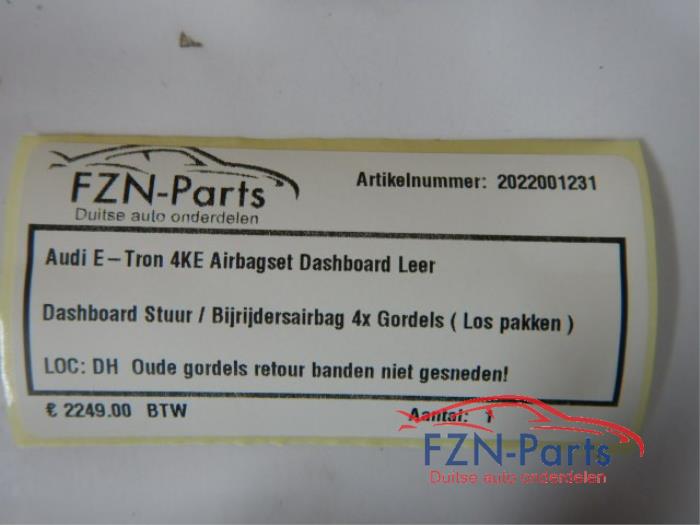 FZN-Parts
Duitse auto onderdelen
Artikelnummer: 2022001231
Audi E-Tron 4KE Airbagset Dashboard Leer
Dashboard Stuur / Bijrijdersairbag 4x Gordels ( Los pakken )
LOC: DH Oude gordels retour banden niet gesneden!
€ 2249.00 BTW
Aantal: 1
FZN-Parts
Duitse auto onderdelen